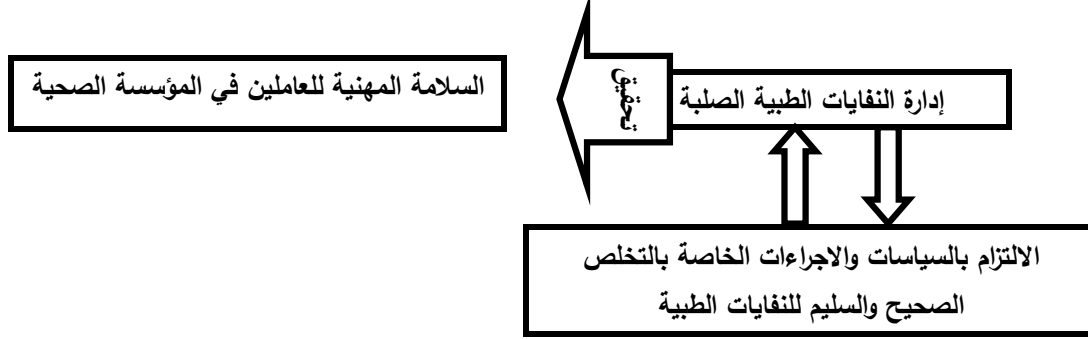 إدارة النفايات الطبية الصلبة
تحقيق
السلامة المهنية للعاملين في المؤسسة الصحية
الالتزام بالسياسات والاجراءات الخاصة بالتخلص
الصحيح والسليم للنفايات الطبية